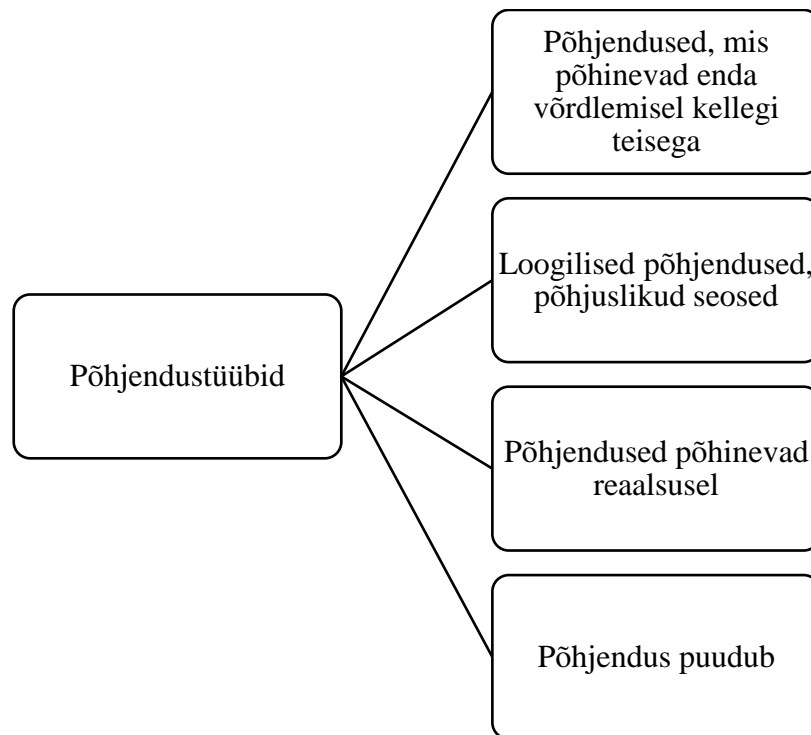 Põhjendustüübid
Põhjendused, mis
põhinevad enda
võrdlemisel kellegi
teisega
Loogilised põhjendused,
põhjuslikud seosed
Põhjendused põhinevad
reaalsusel
Põhjendus puudub